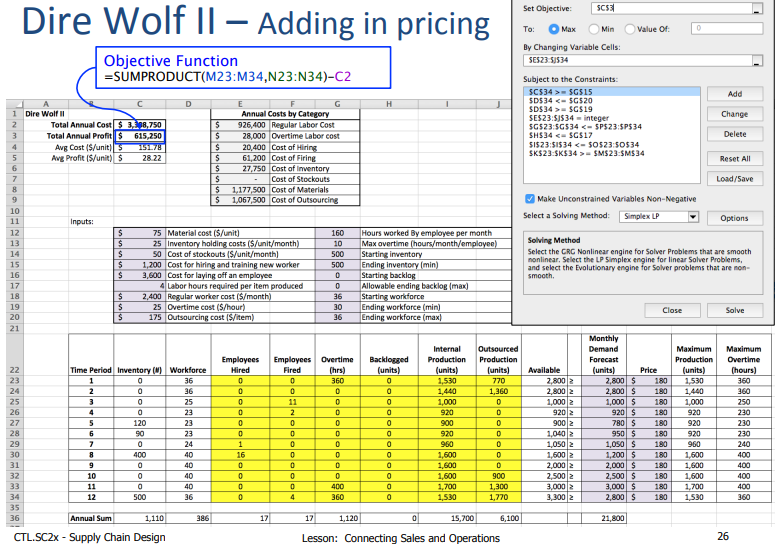 Dire Wolf II – Adding in pricing
Objective Function
=SUMPRODUCT(M23:M34,N23:N34)–C2
Set Objective: $C$3
To: Max Min Value Of: 0
By Changing Variable Cells:
$E$23:$J$34
Subject to the Constraints:
$C$34 >= $G$15
$D$34 <= $G$20
$D$34 >= $G$19
$E$23:$J$34 = integer
$G$23:$G$34 <= $P$23:$P$34
$H$34 <= $G$17
$I$23:$I$34 <= $O$23:$O$34
$K$23:$K$34 >= $M$23:$M$34
Add
Change
Delete
Reset All
Load/Save
Make Unconstrained Variables Non-Negative
Select a Solving Method: Simplex LP Options
Solving Method
Select the GRG Nonlinear engine for Solver Problems that are smooth
nonlinear. Select the LP Simplex engine for linear Solver Problems,
and select the Evolutionary engine for Solver problems that are non-
smooth.
Close Solve
A B C D E F G H I J
1 Dire Wolf II Annual Costs by Category
2 Total Annual Cost $ 3,308,750 $ 926,400 Regular Labor Cost
3 Total Annual Profit $ 615,250 $ 28,000 Overtime Labor cost
4 Avg Cost ($/unit) $ 151.78 $ 20,400 Cost of Hiring
5 Avg Profit ($/unit) $ 28.22 $ 61,200 Cost of Firing
6 $ 27,750 Cost of Inventory
7 $ - Cost of Stockouts
8 $ 1,177,500 Cost of Materials
9 $ 1,067,500 Cost of Outsourcing
10
11 Inputs:
12 $ 75 Material cost ($/unit) 160 Hours worked By employee per month
13 $ 25 Inventory holding costs ($/unit/month) 10 Max overtime (hours/month/employee)
14 $ 50 Cost of stockouts ($/unit/month) 500 Starting inventory
15 $ 1,200 Cost for hiring and training new worker 500 Ending inventory (min)
16 $ 3,600 Cost for laying off an employee 0 Starting backlog
17 4 Labor hours required per item produced 0 Allowable ending backlog (max)
18 $ 2,400 Regular worker cost ($/month) 36 Starting workforce
19 $ 25 Overtime cost ($/hour) 30 Ending workforce (min)
20 $ 175 Outsourcing cost ($/item) 36 Ending workforce (max)
21
22 Time Period Inventory (#) Workforce Employees Hired Employees Fired Overtime (hrs) Backlogged (units) Internal Production (units) Outsourced Production (units) Available Monthly Demand Forecast (units) Price Maximum Production (units) Maximum Overtime (hours)
23 1 0 36 0 0 360 0 1,530 770 2,800 ≥ 2,800 $ 180 1,530 360
24 2 0 36 0 0 0 0 1,440 1,360 2,800 ≥ 2,800 $ 180 1,440 360
25 3 0 25 0 11 0 0 1,000 0 1,000 ≥ 1,000 $ 180 1,000 250
26 4 0 23 0 2 0 0 920 0 920 ≥ 920 $ 180 920 230
27 5 120 23 0 0 0 0 900 0 900 ≥ 780 $ 180 920 230
28 6 90 23 0 0 0 0 920 0 1,040 ≥ 950 $ 180 920 230
29 7 0 24 1 0 0 0 960 0 1,050 ≥ 1,050 $ 180 960 240
30 8 400 40 16 0 0 0 1,600 0 1,600 ≥ 1,200 $ 180 1,600 400
31 9 0 40 0 0 0 0 1,600 0 2,000 ≥ 2,000 $ 180 1,600 400
32 10 0 40 0 0 0 0 1,600 900 2,500 ≥ 2,500 $ 180 1,600 400
33 11 0 40 0 0 400 0 1,700 1,300 3,000 ≥ 3,000 $ 180 1,700 400
34 12 500 36 0 4 360 0 1,530 1,770 3,300 ≥ 2,800 $ 180 1,530 360
35
36 Annual Sum 1,110 386 17 17 1,120 0 15,700 6,100 21,800
CTL.SC2x - Supply Chain Design Lesson: Connecting Sales and Operations 26